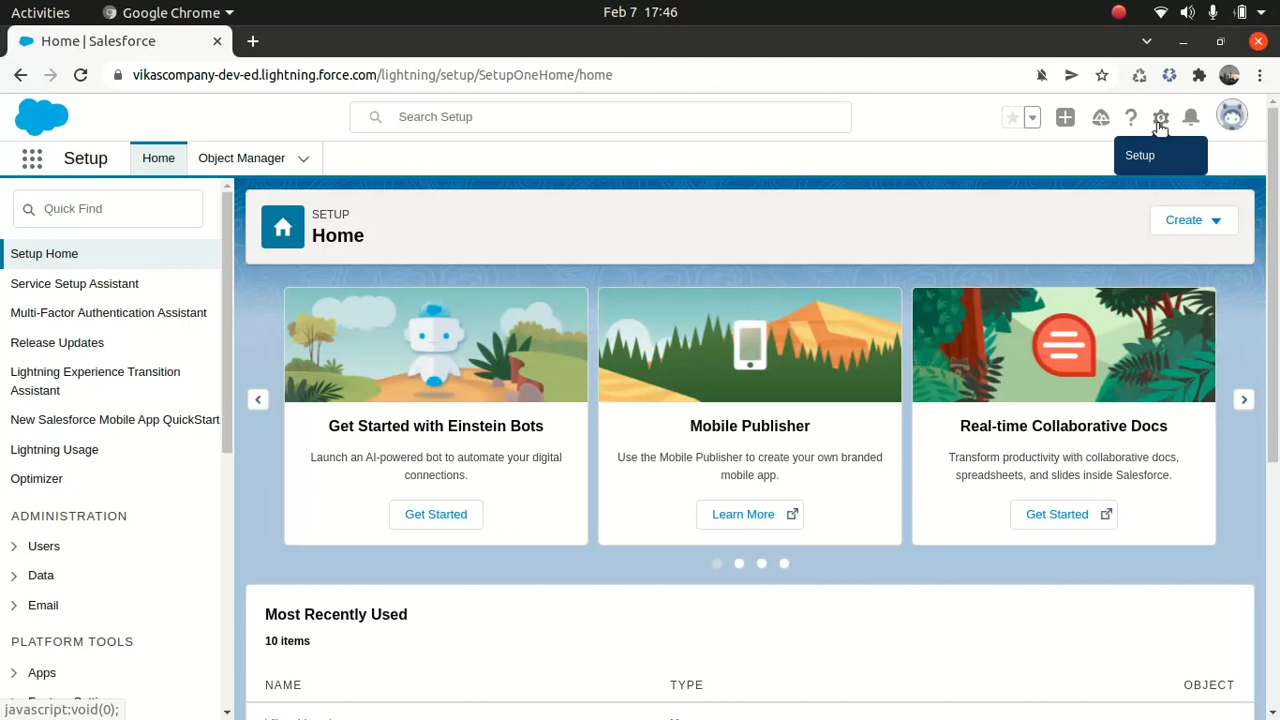 Activities
Google Chrome
Feb 7 17:46
Home | Salesforce
vikascompany-dev-ed.lightning.force.com/lightning/setup/SetupOneHome/home
Search Setup
Setup
Setup
Home
Object Manager
Quick Find
SETUP
Home
Create
Setup Home
Service Setup Assistant
Multi-Factor Authentication Assistant
Release Updates
Lightning Experience Transition
Assistant
New Salesforce Mobile App QuickStart
Lightning Usage
Optimizer
ADMINISTRATION
Users
Data
Email
PLATFORM TOOLS
Apps
Get Started with Einstein Bots
Launch an AI-powered bot to automate your digital
connections.
Get Started
Mobile Publisher
Use the Mobile Publisher to create your own branded
mobile app.
Learn More
Real-time Collaborative Docs
Transform productivity with collaborative docs,
spreadsheets, and slides inside Salesforce.
Get Started
Most Recently Used
10 items
NAME
TYPE
OBJECT
javascript:void(0);